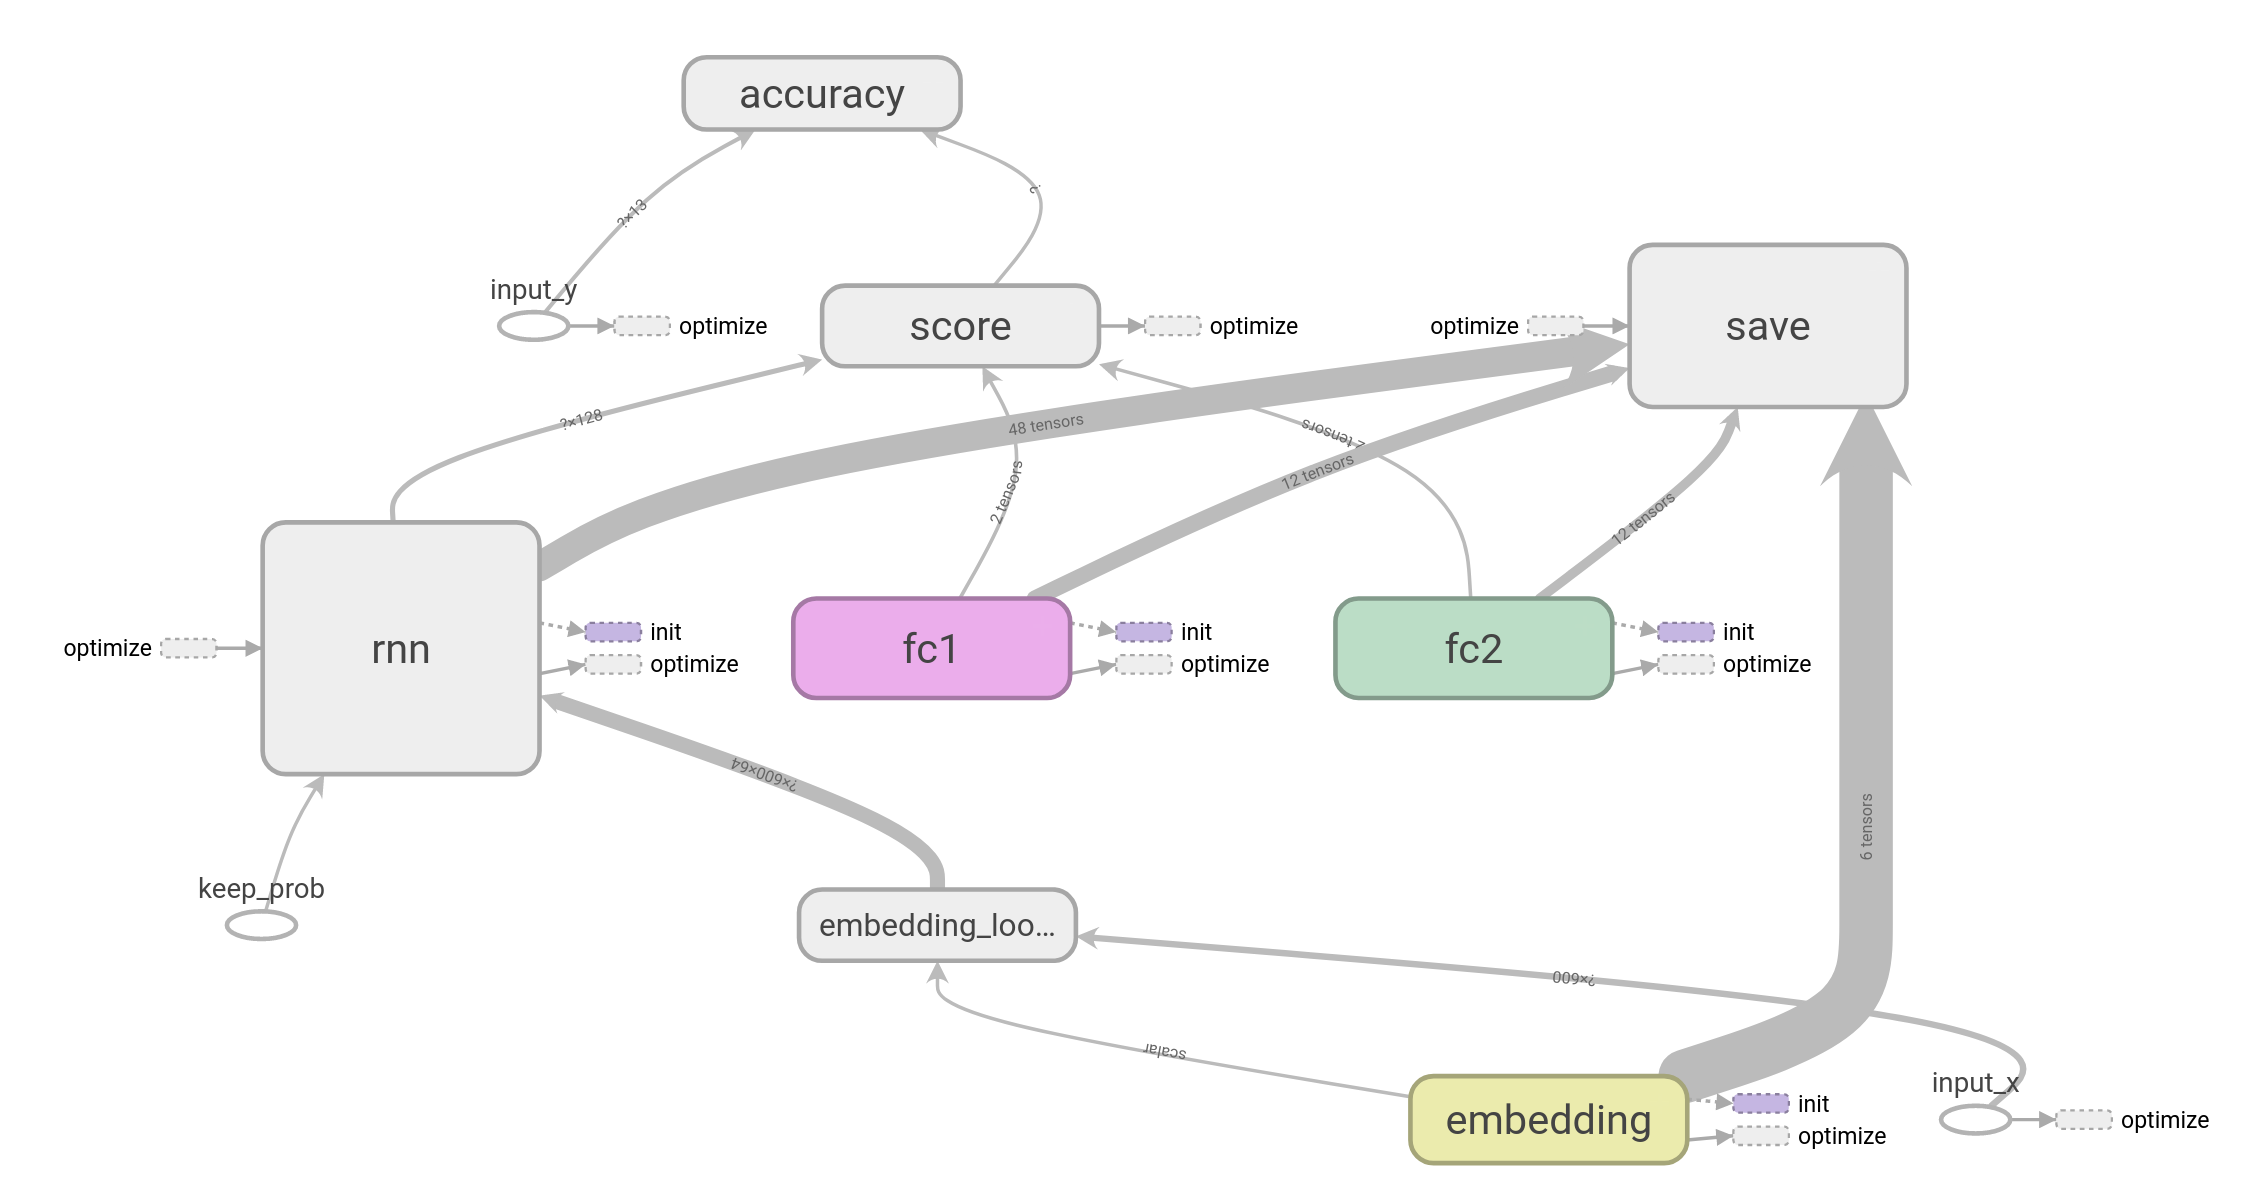 accuracy
?×13
?
input_y
optimize
score
optimize
optimize
save
?×128
48 tensors
2 tensors
2 tensors
12 tensors
12 tensors
optimize
rnn
init
optimize
fc1
init
optimize
fc2
init
optimize
?×600×64
6 tensors
keep_prob
embedding_loo...
?×600
scalar
embedding
init
optimize
input_x
optimize